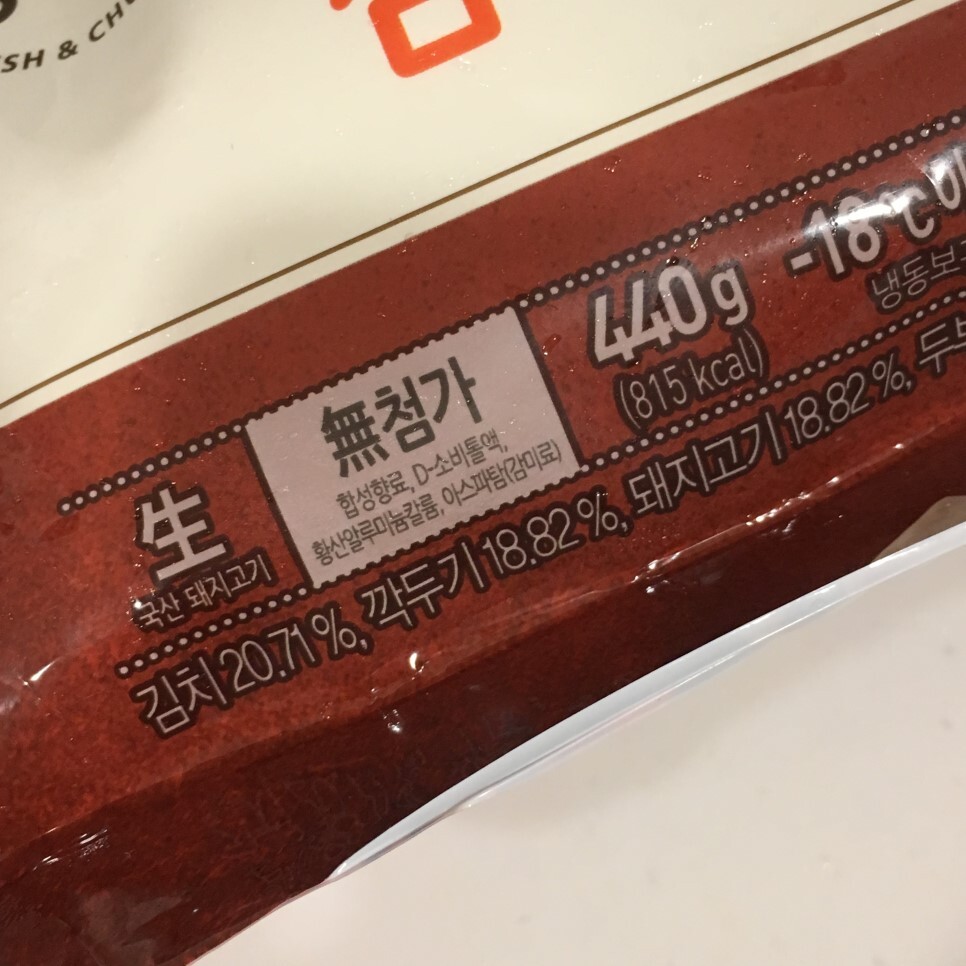 SH & CH
生
국산 돼지고기
無첨가
합성향료, D-소비톨액,
황산알루미늄칼륨, 아스파탐(감미료)
440g
(815 kcal)
-18℃
냉동보
김치 20.71%, 깍두기 18.82%, 돼지고기 18.82%, 두